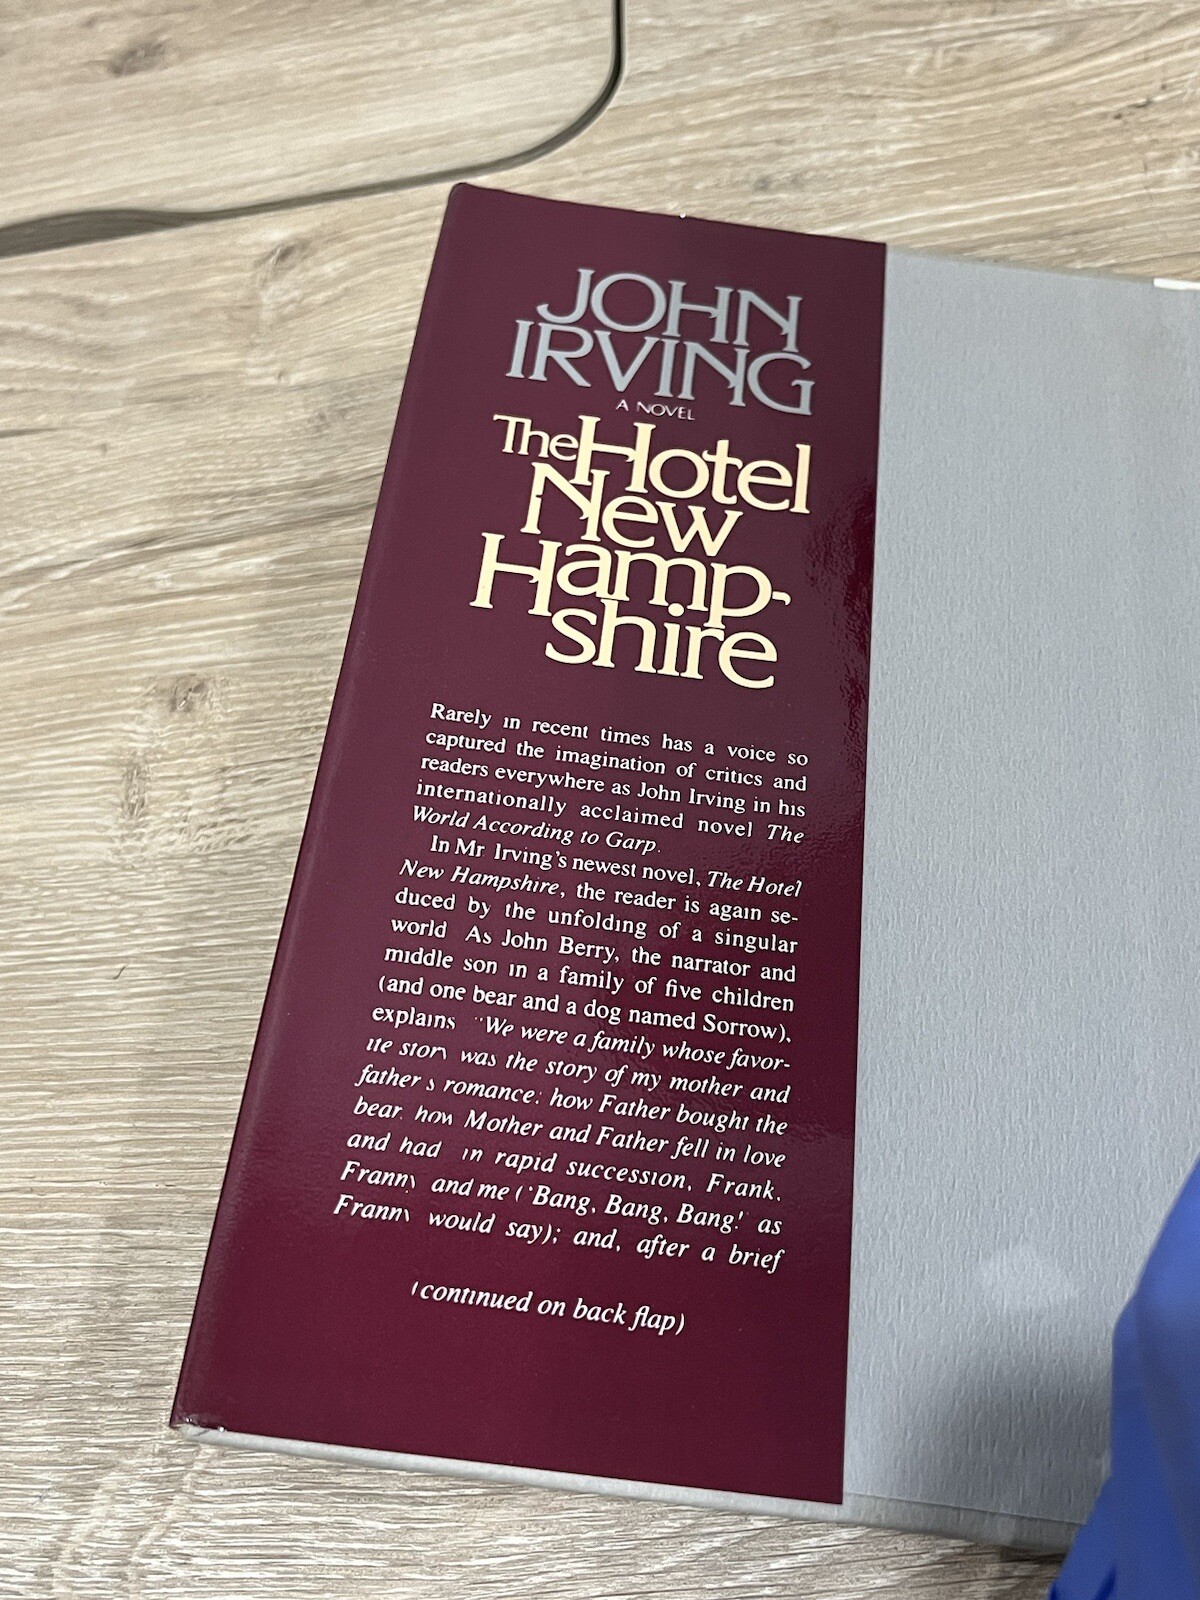 JOHN
IRVING
A NOVEL
The Hotel
New
Hamp-
shire
Rarely in recent times has a voice so
captured the imagination of critics and
readers everywhere as John Irving in his
internationally acclaimed novel The
World According to Garp.
In Mr Irving's newest novel, The Hotel
New Hampshire, the reader is again se-
duced by the unfolding of a singular
world As John Berry, the narrator and
middle son in a family of five children
(and one bear and a dog named Sorrow),
explains "We were a family whose favor-
ite story was the story of my mother and
father's romance: how Father bought the
bear, how Mother and Father fell in love
and had in rapid succession, Frank,
Franny and me ('Bang, Bang, Bang!' as
Franny would say); and, after a brief
(continued on back flap)